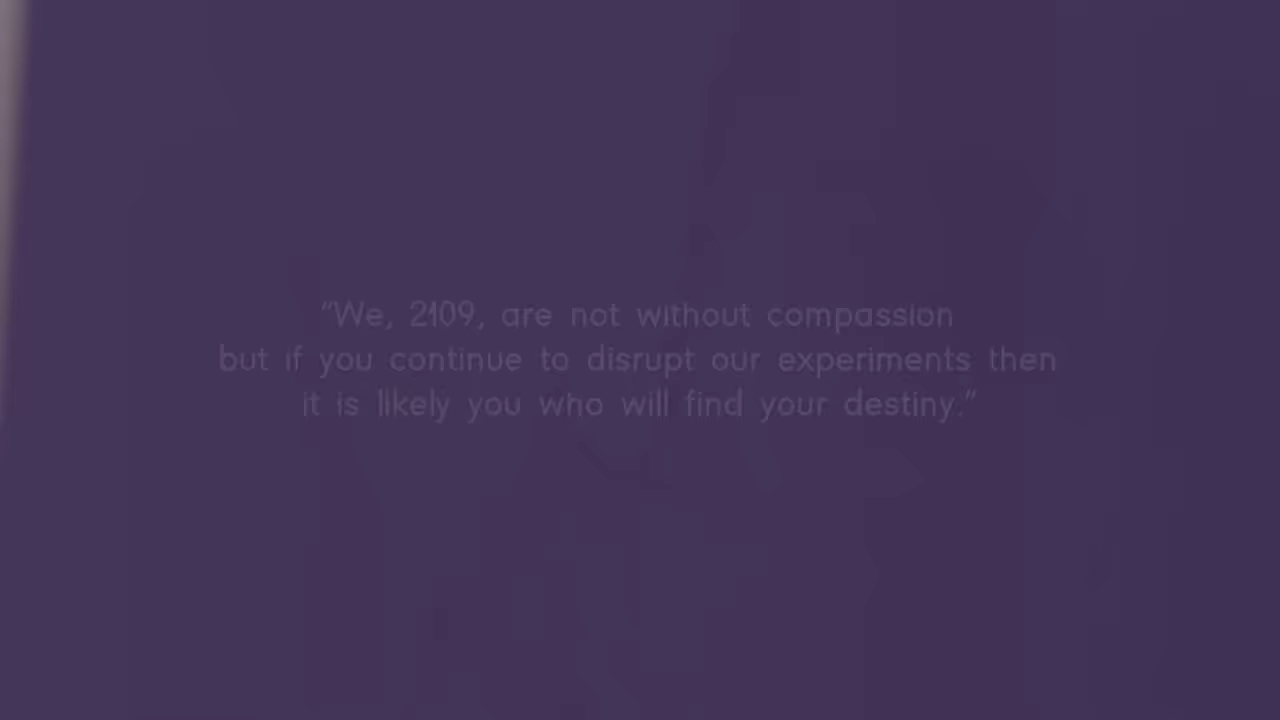 "We, 2109, are not without compassion
but if you continue to disrupt our experiments then
it is likely you who will find your destiny."